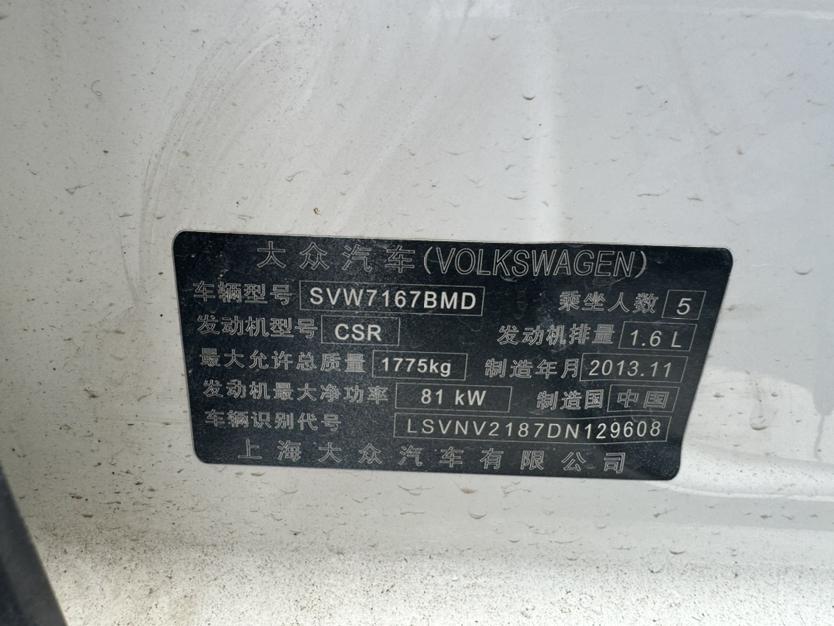 大众汽车(VOLKSWAGEN)
车辆型号 SVW7167BMD 乘坐人数 5
发动机型号 CSR 发动机排量 1.6 L
最大允许总质量 1775kg 制造年月 2013.11
发动机最大净功率 81 kW 制造国 中国
车辆识别代号 LSVNV2187DN129608
上海大众汽车有限公司